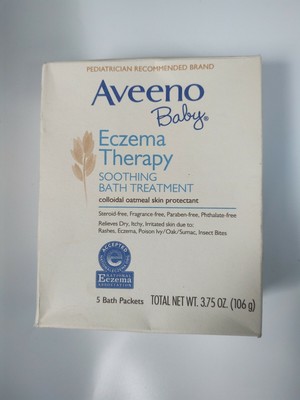 PEDIATRICIAN RECOMMENDED BRAND
Aveeno
Baby®
Eczema
Therapy
SOOTHING
BATH TREATMENT
colloidal oatmeal skin protectant
Steroid-free, Fragrance-free, Paraben-free, Phthalate-free
Relieves Dry, Itchy, Irritated skin due to:
Rashes, Eczema, Poison Ivy/Oak/Sumac, Insect Bites
ACCEPTED
NATIONAL
Eczema
ASSOCIATION
5 Bath Packets TOTAL NET WT. 3.75 OZ. (106 g)